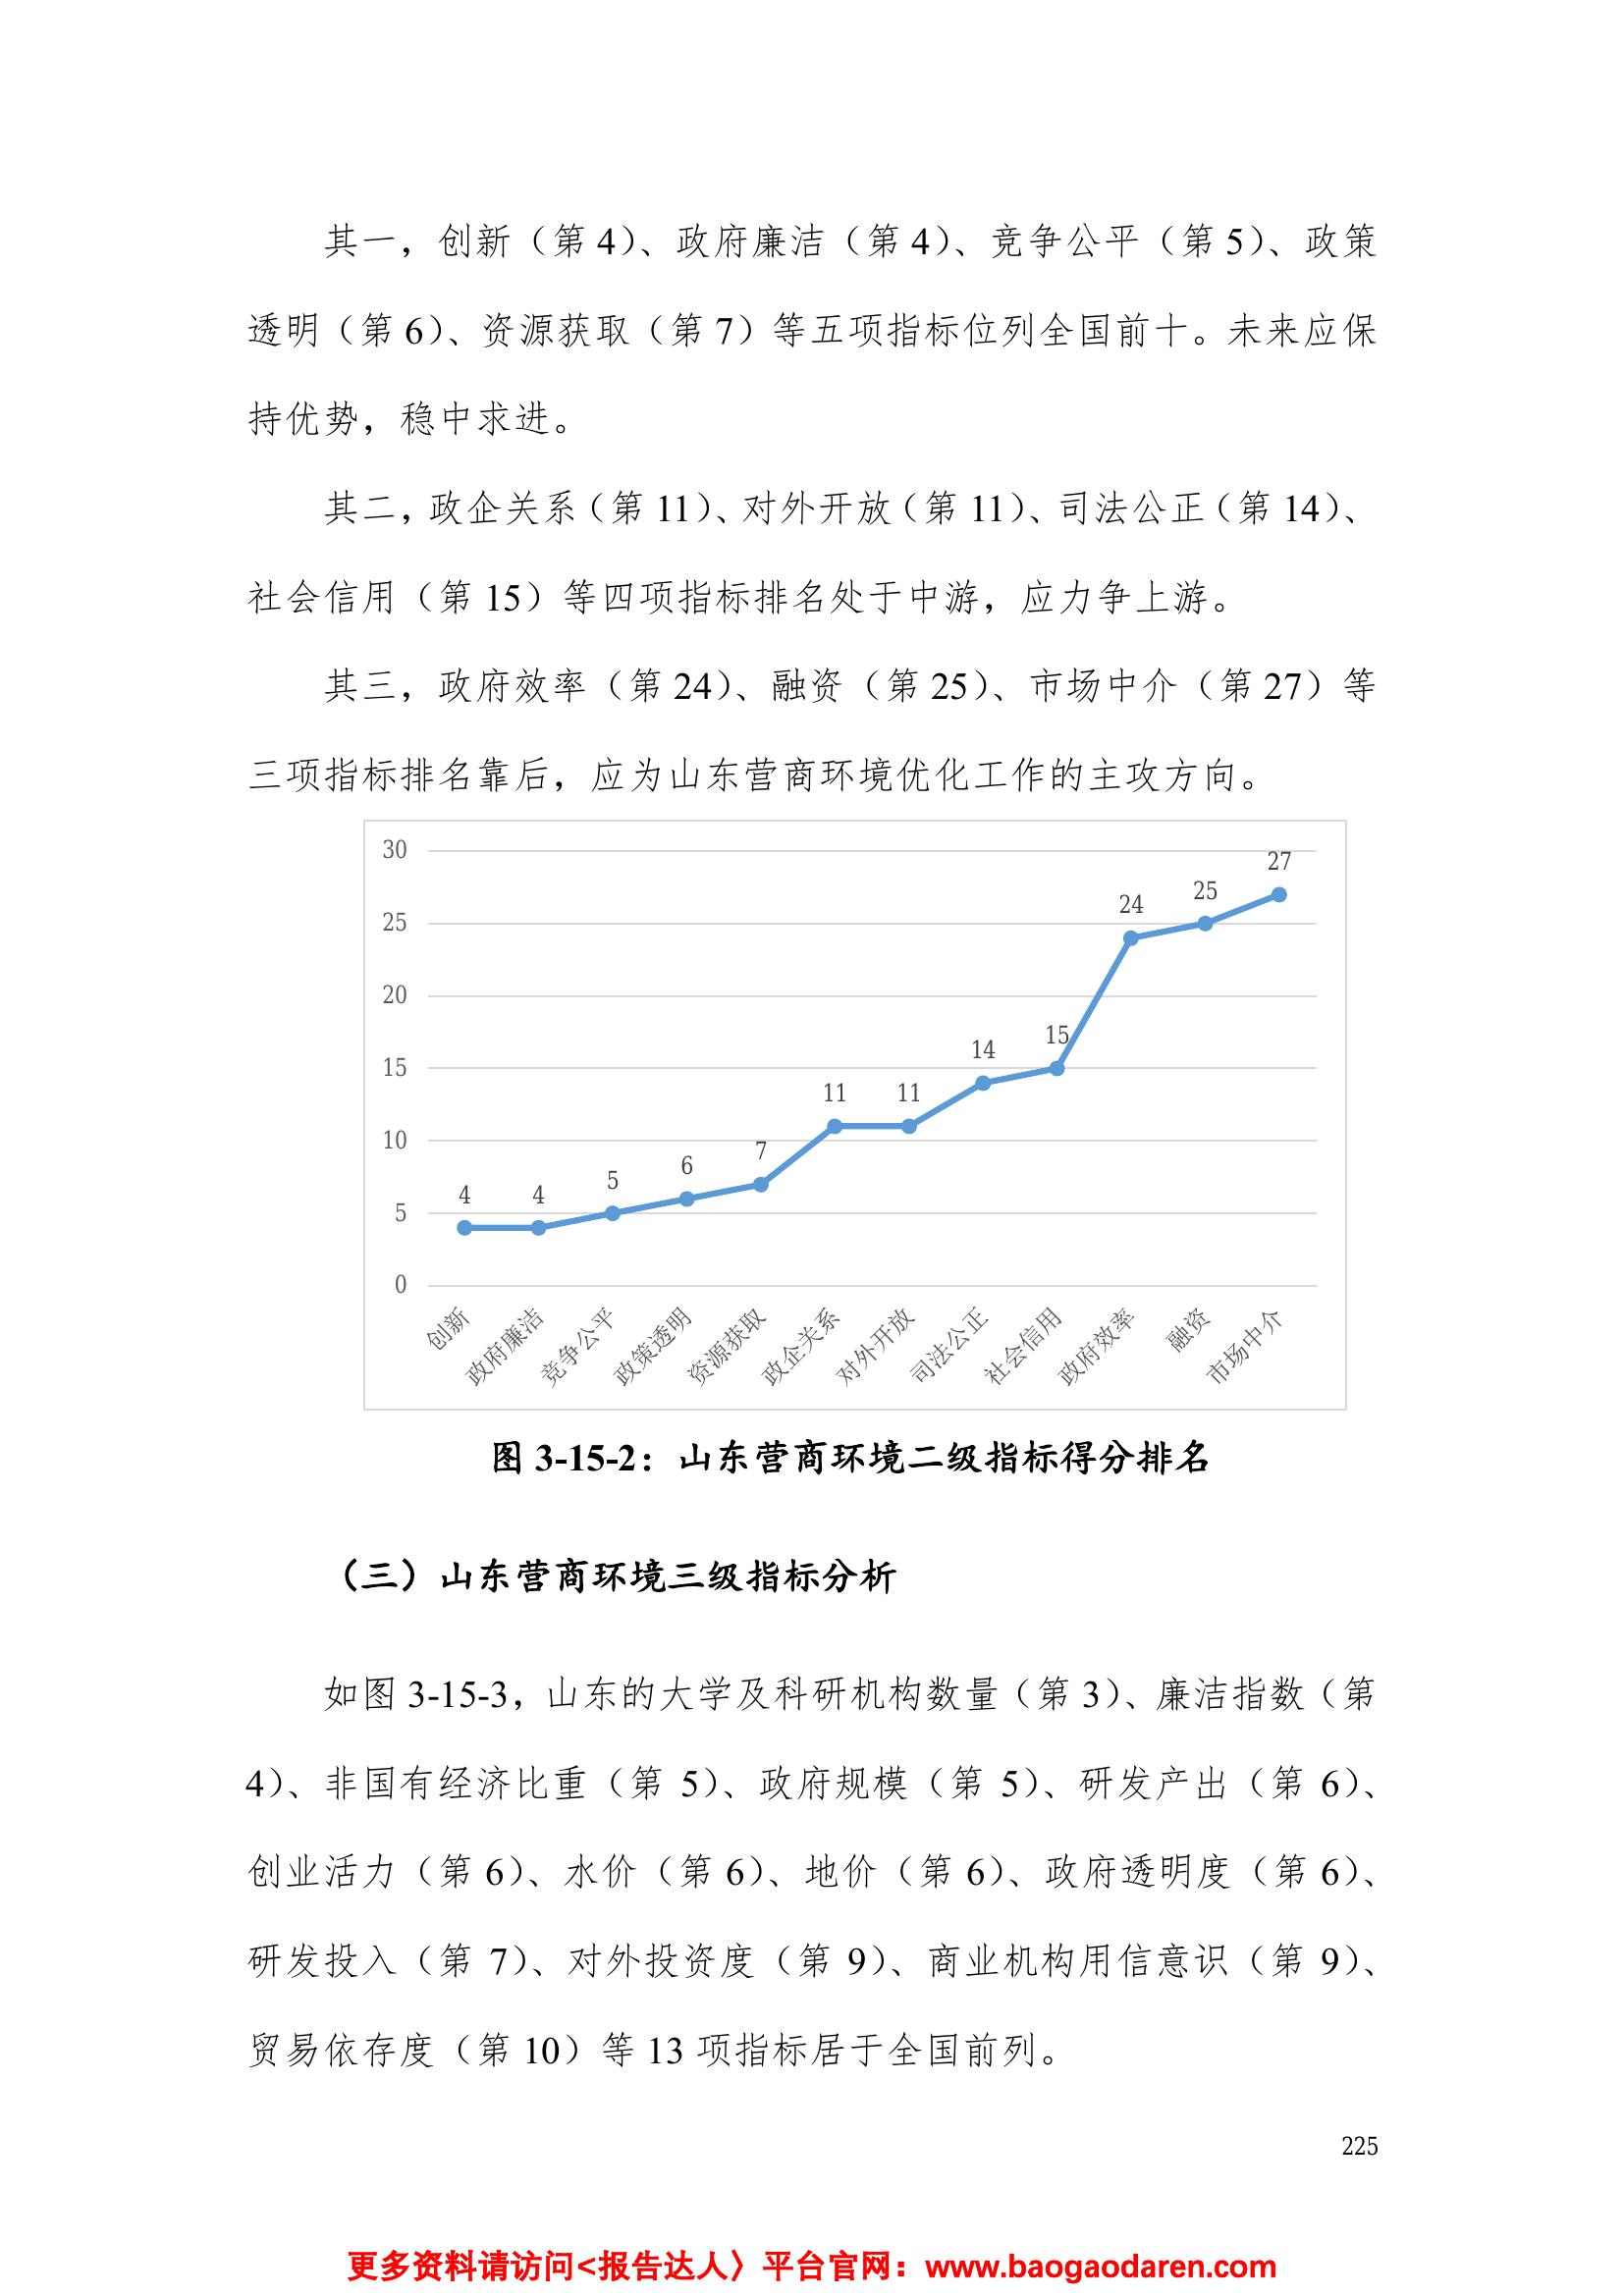 其一，创新（第 4）、政府廉洁（第 4）、竞争公平（第 5）、政策
透明（第 6）、资源获取（第 7）等五项指标位列全国前十。未来应保
持优势，稳中求进。
其二，政企关系（第 11）、对外开放（第 11）、司法公正（第 14）、
社会信用（第 15）等四项指标排名处于中游，应力争上游。
其三，政府效率（第 24）、融资（第 25）、市场中介（第 27）等
三项指标排名靠后，应为山东营商环境优化工作的主攻方向。
30
25
20
15
10
5
0
4
4
5
6
7
11
11
14
15
24
25
27
创新
政府廉洁
竞争公平
政策透明
资源获取
政企关系
对外开放
司法公正
社会信用
政府效率
融资
市场中介
图 3-15-2：山东营商环境二级指标得分排名
（三）山东营商环境三级指标分析
如图 3-15-3，山东的大学及科研机构数量（第 3）、廉洁指数（第
4）、非国有经济比重（第 5）、政府规模（第 5）、研发产出（第 6）、
创业活力（第 6）、水价（第 6）、地价（第 6）、政府透明度（第 6）、
研发投入（第 7）、对外投资度（第 9）、商业机构用信意识（第 9）、
贸易依存度（第 10）等 13 项指标居于全国前列。
225
更多资料请访问<报告达人〉平台官网：www.baogaodaren.com